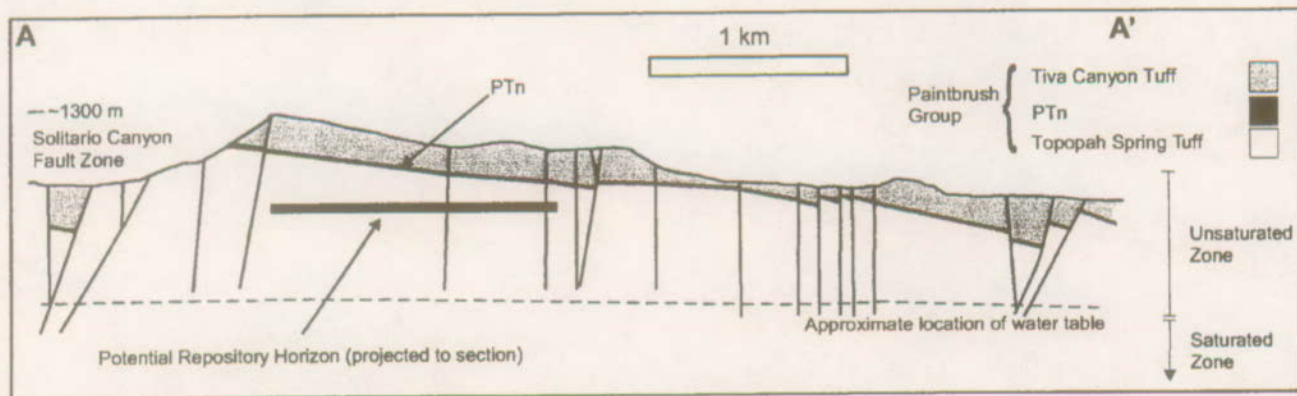 A
1 km
A'
PTn
Tiva Canyon Tuff
Paintbrush
Group
PTn
Topopah Spring Tuff
~1300 m
Solitario Canyon
Fault Zone
Unsaturated
Zone
Approximate location of water table
Potential Repository Horizon (projected to section)
Saturated
Zone